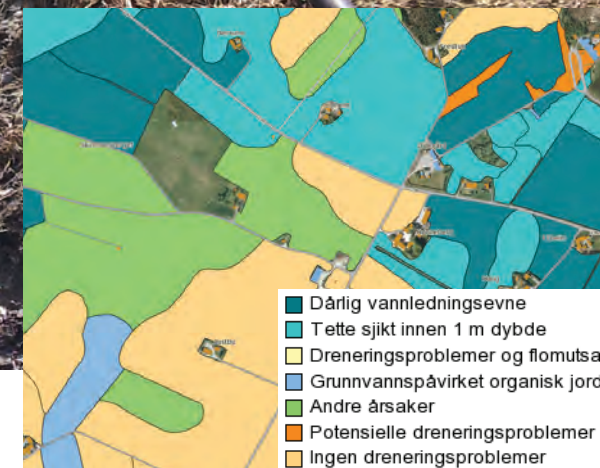 Dårlig vannledningsevne
Tette sjikt innen 1 m dybde
Dreneringsproblemer og flomutsa
Grunnvannspåvirket organisk jord
Andre årsaker
Potensielle dreneringsproblemer
Ingen dreneringsproblemer